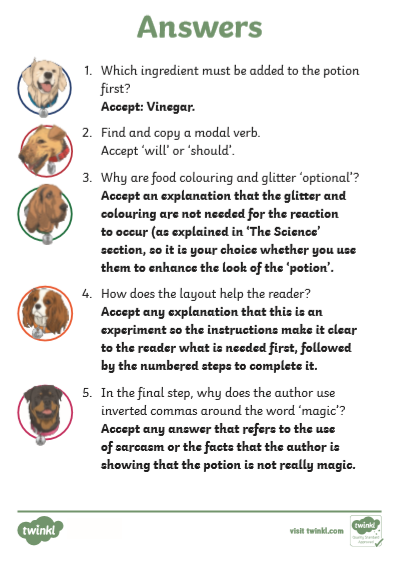 Answers
1. Which ingredient must be added to the potion
first?
Accept: Vinegar.
2. Find and copy a modal verb.
Accept ‘will’ or ‘should’.
3. Why are food colouring and glitter ‘optional’?
Accept an explanation that the glitter and
colouring are not needed for the reaction
to occur (as explained in ‘The Science’
section, so it is your choice whether you use
them to enhance the look of the ‘potion’.
4. How does the layout help the reader?
Accept any explanation that this is an
experiment so the instructions make it clear
to the reader what is needed first, followed
by the numbered steps to complete it.
5. In the final step, why does the author use
inverted commas around the word ‘magic’?
Accept any answer that refers to the use
of sarcasm or the facts that the author is
showing that the potion is not really magic.
twinkl
visit twinkl.com
twinkl
Quality Standard
Approved